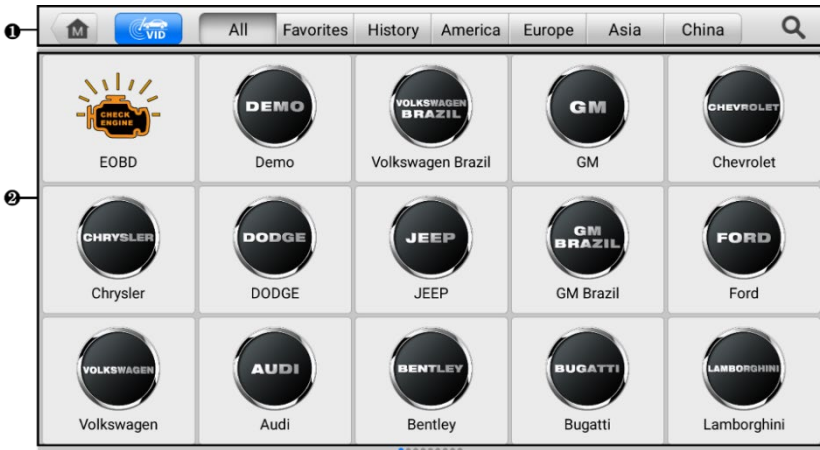 ❶
M
VID
All
Favorites
History
America
Europe
Asia
China
❷
CHECK
ENGINE
EOBD
DEMO
Demo
VOLKSWAGEN
BRAZIL
Volkswagen Brazil
GM
GM
CHEVROLET
Chevrolet
CHRYSLER
Chrysler
DODGE
DODGE
JEEP
JEEP
GM
BRAZIL
GM Brazil
FORD
Ford
VOLKSWAGEN
Volkswagen
AUDI
Audi
BENTLEY
Bentley
BUGATTI
Bugatti
LAMBORGHINI
Lamborghini